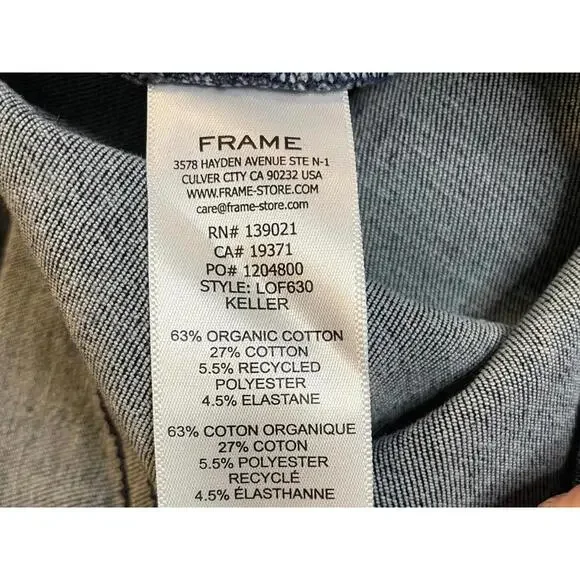 FRAME
3578 HAYDEN AVENUE STE N-1
CULVER CITY CA 90232 USA
WWW.FRAME-STORE.COM
care@frame-store.com
RN# 139021
CA# 19371
PO# 1204800
STYLE: LOF630
KELLER
63% ORGANIC COTTON
27% COTTON
5.5% RECYCLED
POLYESTER
4.5% ELASTANE
63% COTON ORGANIQUE
27% COTON
5.5% POLYESTER
RECYCLÉ
4.5% ÉLASTHANNE